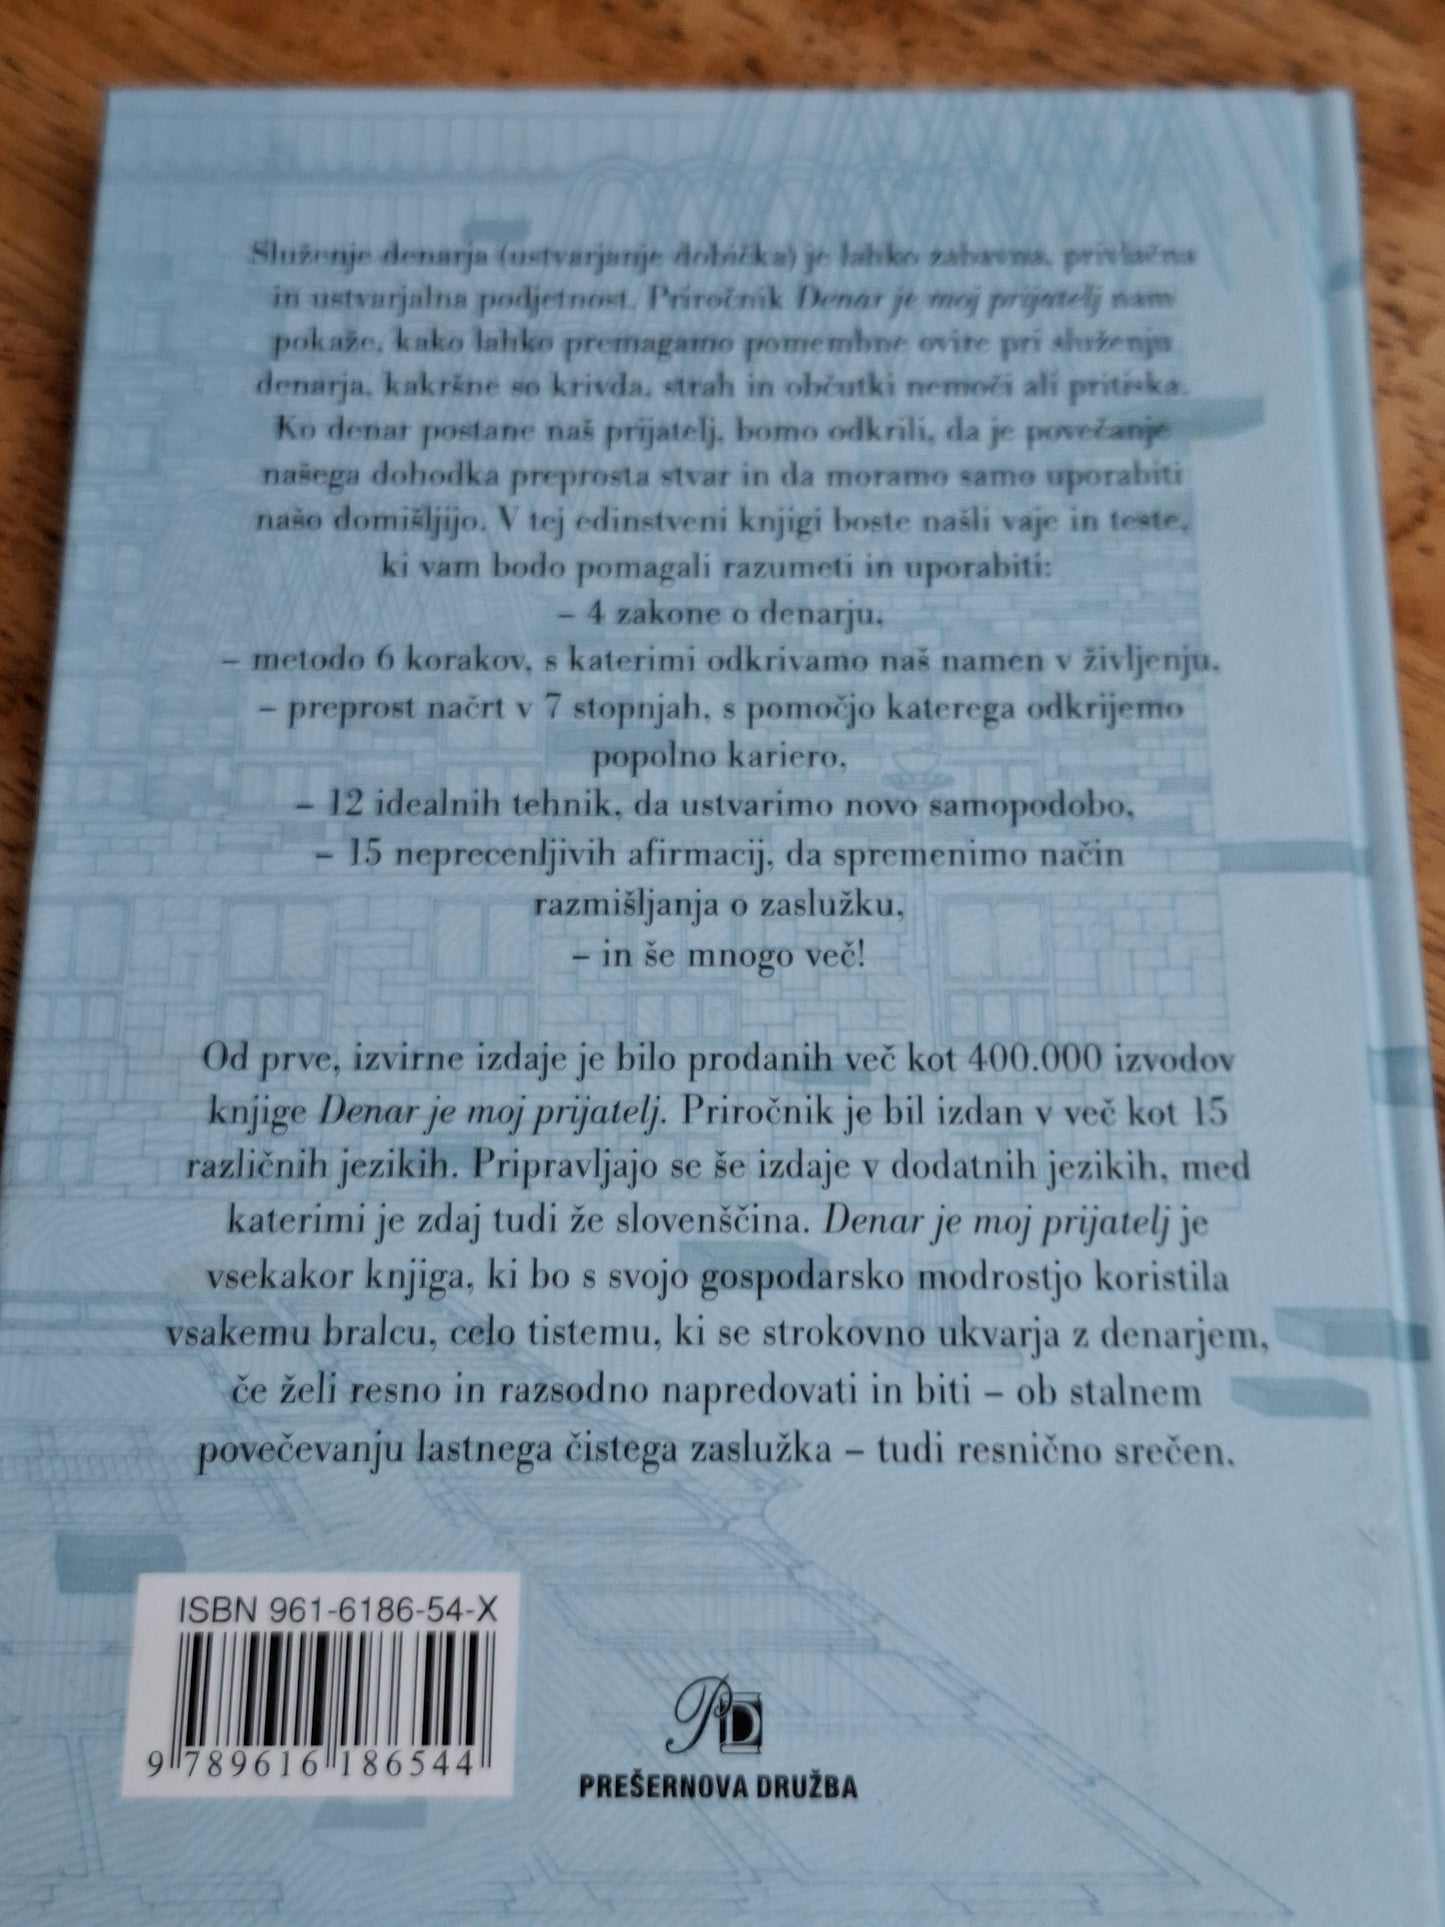 Služenje denarja (ustvarjanje dobička) je lahko zabavna, privlačna
in ustvarjalna podjetnost. Priročnik Denar je moj prijatelj nam
pokaže, kako lahko premagamo pomembne ovire pri služenju
denarja, kakršne so krivda, strah in občutki nemoči ali pritiska.
Ko denar postane naš prijatelj, bomo odkrili, da je povečanje
našega dohodka preprosta stvar in da moramo samo uporabiti
našo domišljijo. V tej edinstveni knjigi boste našli vaje in teste,
ki vam bodo pomagali razumeti in uporabiti:
– 4 zakone o denarju,
– metodo 6 korakov, s katerimi odkrivamo naš namen v življenju,
– preprost načrt v 7 stopnjah, s pomočjo katerega odkrijemo
popolno kariero,
– 12 idealnih tehnik, da ustvarimo novo samopodobo,
– 15 neprecenljivih afirmacij, da spremenimo način
razmišljanja o zaslužku,
– in še mnogo več!
Od prve, izvirne izdaje je bilo prodanih več kot 400.000 izvodov
knjige Denar je moj prijatelj. Priročnik je bil izdan v več kot 15
različnih jezikih. Pripravljajo se še izdaje v dodatnih jezikih, med
katerimi je zdaj tudi že slovenščina. Denar je moj prijatelj je
vsekakor knjiga, ki bo s svojo gospodarsko modrostjo koristila
vsakemu bralcu, celo tistemu, ki se strokovno ukvarja z denarjem,
če želi resno in razsodno napredovati in biti – ob stalnem
povečevanju lastnega čistega zaslužka – tudi resnično srečen.
ISBN 961-6186-54-X
9 789616 186544
PD
PREŠERNOVA DRUŽBA